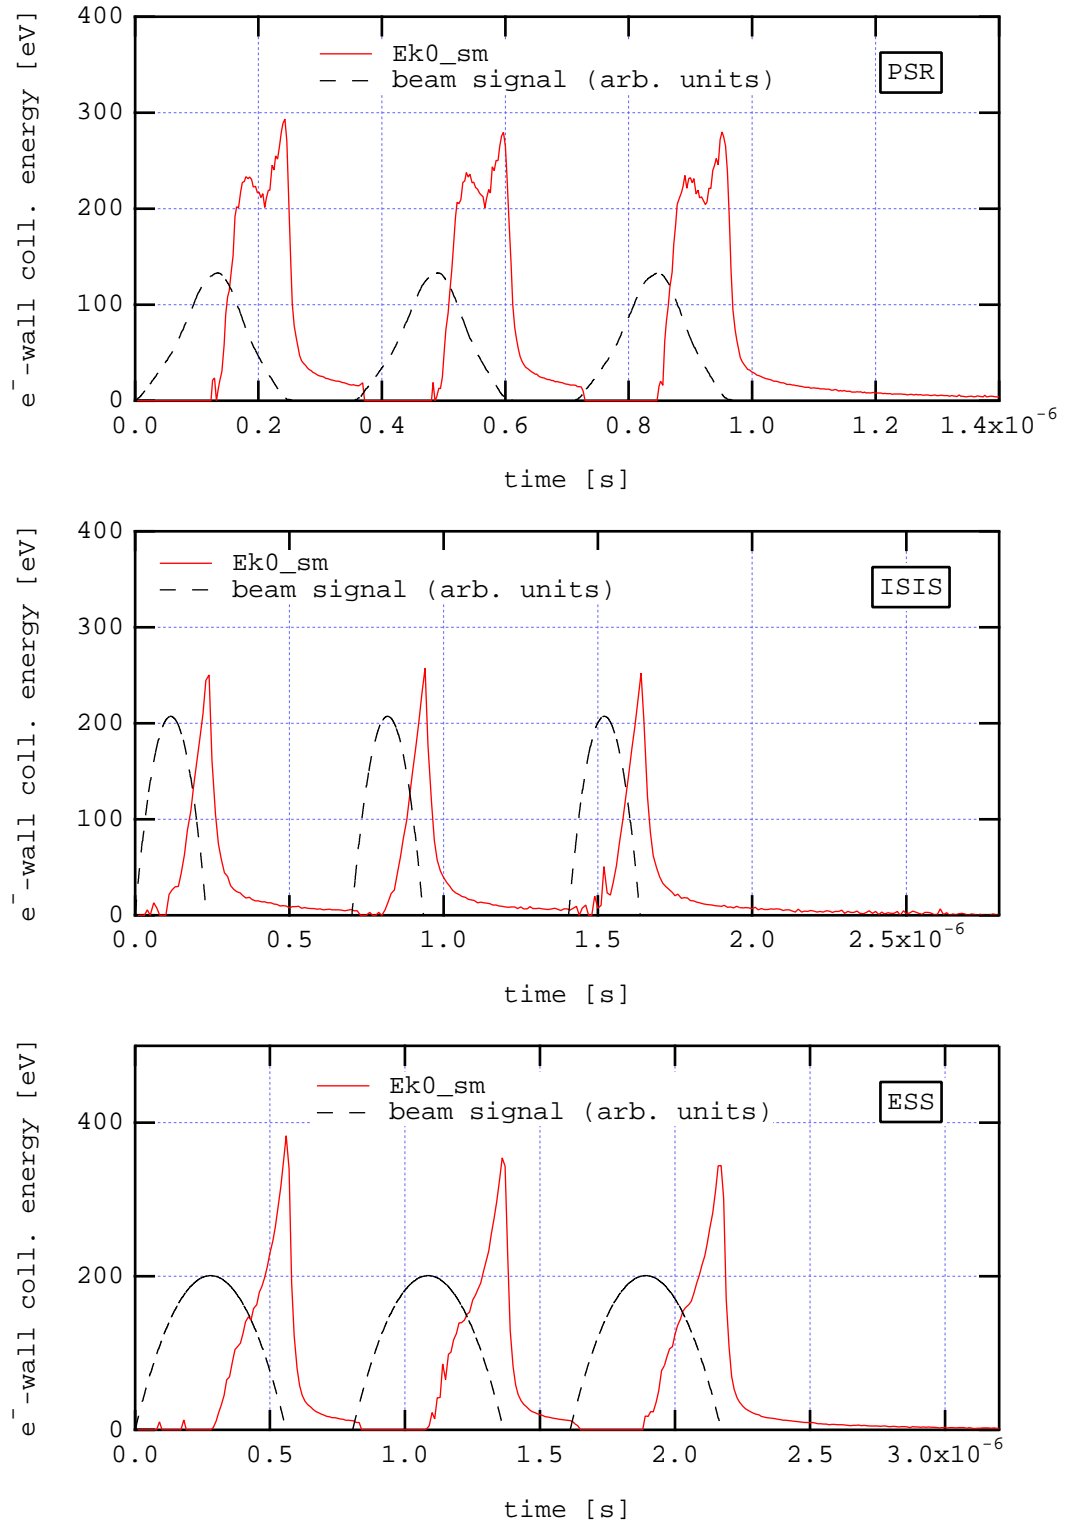 400
300
200
100
0
e⁻-wall coll. energy [eV]
Ek0_sm
beam signal (arb. units)
PSR
0.0 0.2 0.4 0.6 0.8 1.0 1.2 1.4x10⁻⁶
time [s]
400
300
200
100
0
e⁻-wall coll. energy [eV]
Ek0_sm
beam signal (arb. units)
ISIS
0.0 0.5 1.0 1.5 2.0 2.5x10⁻⁶
time [s]
400
200
0
e⁻-wall coll. energy [eV]
Ek0_sm
beam signal (arb. units)
ESS
0.0 0.5 1.0 1.5 2.0 2.5 3.0x10⁻⁶
time [s]